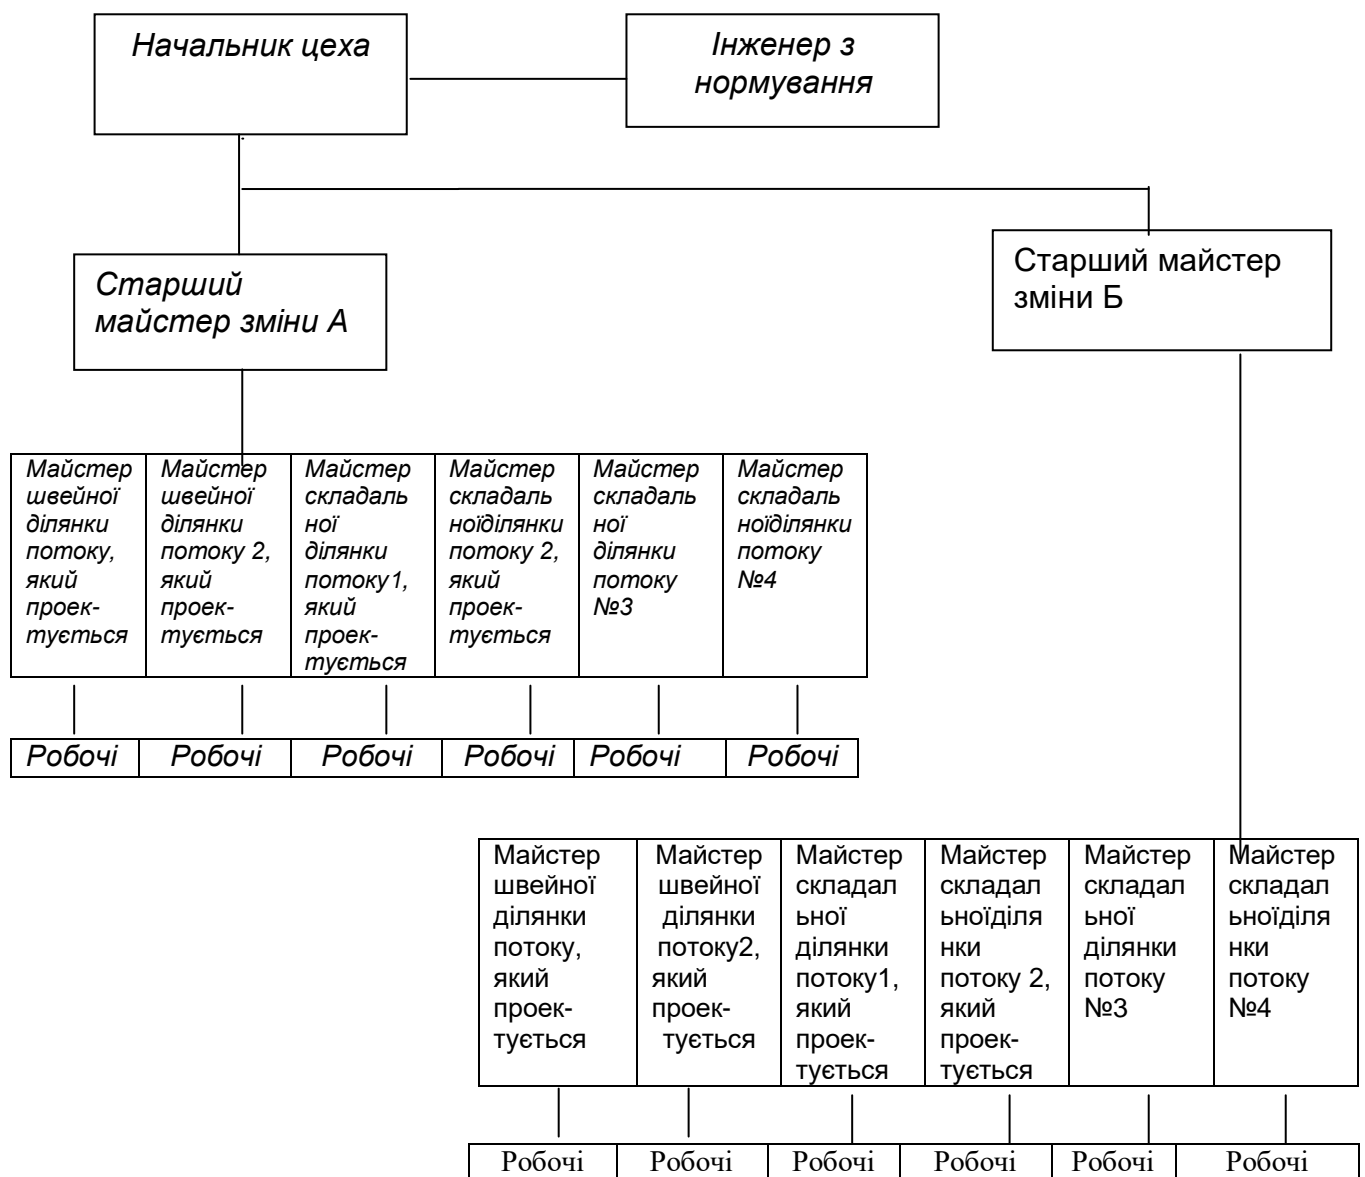 Начальник цеха
Інженер з
нормування
Старший
майстер зміни А
Старший майстер
зміни Б
Майстер
швейної
ділянки
потоку,
який
проек-
тується
Майстер
швейної
ділянки
потоку 2,
який
проек-
тується
Майстер
складаль
ної
ділянки
потоку1,
який
проек-
тується
Майстер
складаль
ноїділянки
потоку 2,
який
проек-
тується
Майстер
складаль
ної
ділянки
потоку
№3
Майстер
складаль
ноїділянки
потоку
№4
Робочі
Робочі
Робочі
Робочі
Робочі
Робочі
Майстер
швейної
ділянки
потоку,
який
проек-
тується
Майстер
швейної
ділянки
потоку2,
який
проек-
тується
Майстер
складал
ьної
ділянки
потоку1,
який
проек-
тується
Майстер
складал
ьноїділя
нки
потоку 2,
який
проек-
тується
Майстер
складал
ьної
ділянки
потоку
№3
Майстер
складал
ьноїділя
нки
потоку
№4
Робочі
Робочі
Робочі
Робочі
Робочі
Робочі